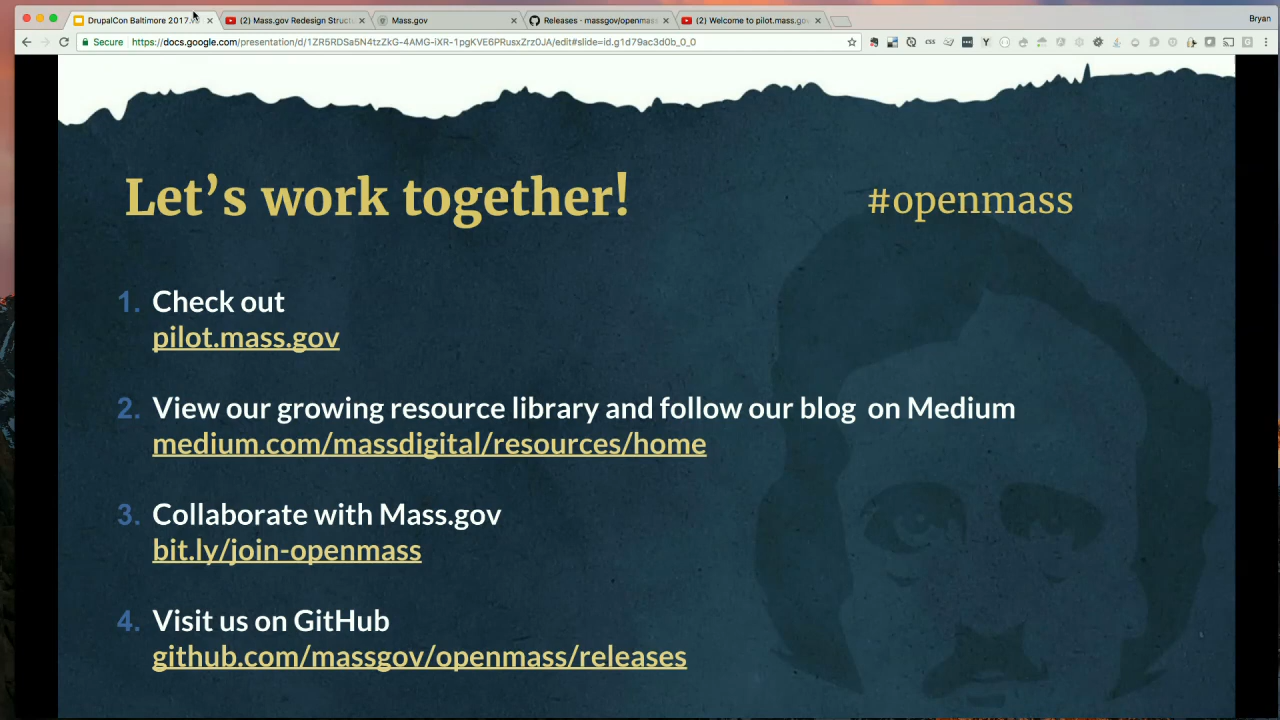 DrupalCon Baltimore 2017.
(2) Mass.gov Redesign Struct
Mass.gov
Releases · massgov/openmass
(2) Welcome to pilot.mass.go
Bryan
Secure
https://docs.google.com/presentation/d/1ZR5RDSa5N4tzZkG-4AMG-iXR-1pgKVE6PRusxZrz0JA/edit#slide=id.g1d79ac3d0b_0_0
Let's work together!
#openmass
1. Check out
pilot.mass.gov
2. View our growing resource library and follow our blog on Medium
medium.com/massdigital/resources/home
3. Collaborate with Mass.gov
bit.ly/join-openmass
4. Visit us on GitHub
github.com/massgov/openmass/releases